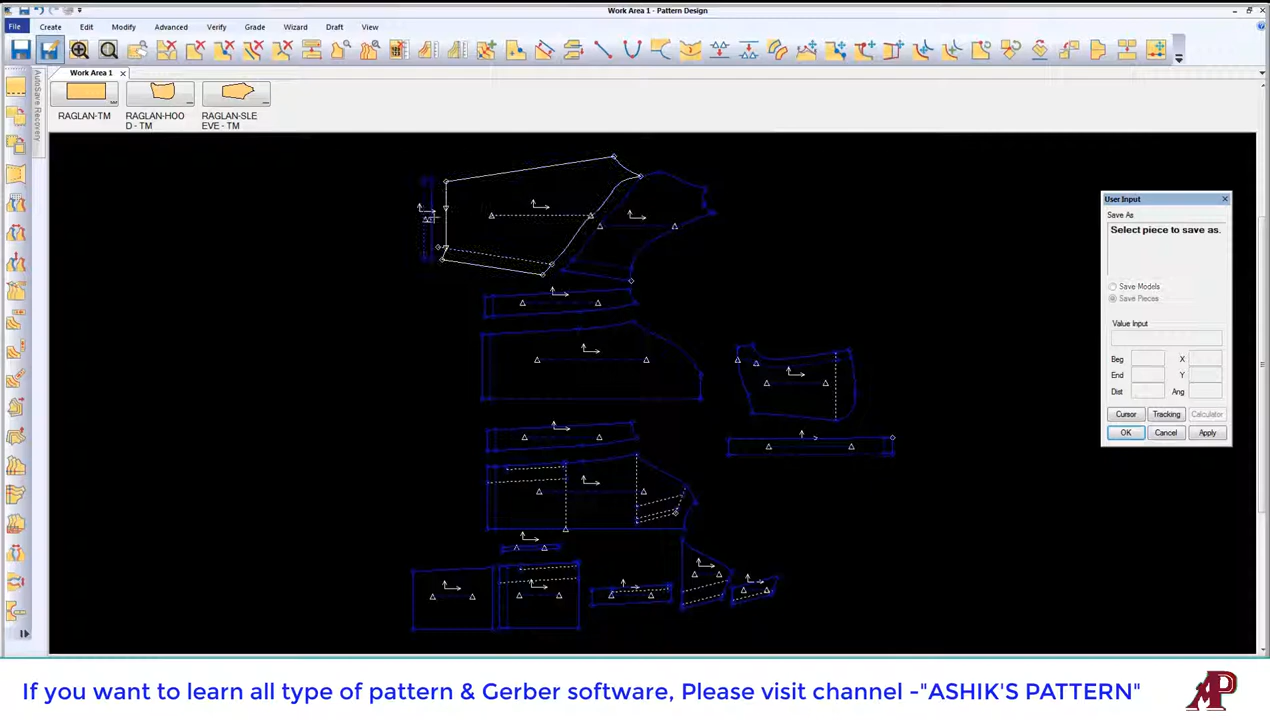 Work Area 1 - Pattern Design
File Create Edit Modify Advanced Verify Grade Wizard Draft View
Work Area 1
AutoSave Recovery
RAGLAN-TM
RAGLAN-HOO
D - TM
RAGLAN-SLE
EVE - TM
User Input
Save As
Select piece to save as.
Save Models
Save Pieces
Value Input
Beg X
End Y
Dist Ang
Cursor Tracking Calculator
OK Cancel Apply
If you want to learn all type of pattern & Gerber software, Please visit channel -"ASHIK'S PATTERN"
AP